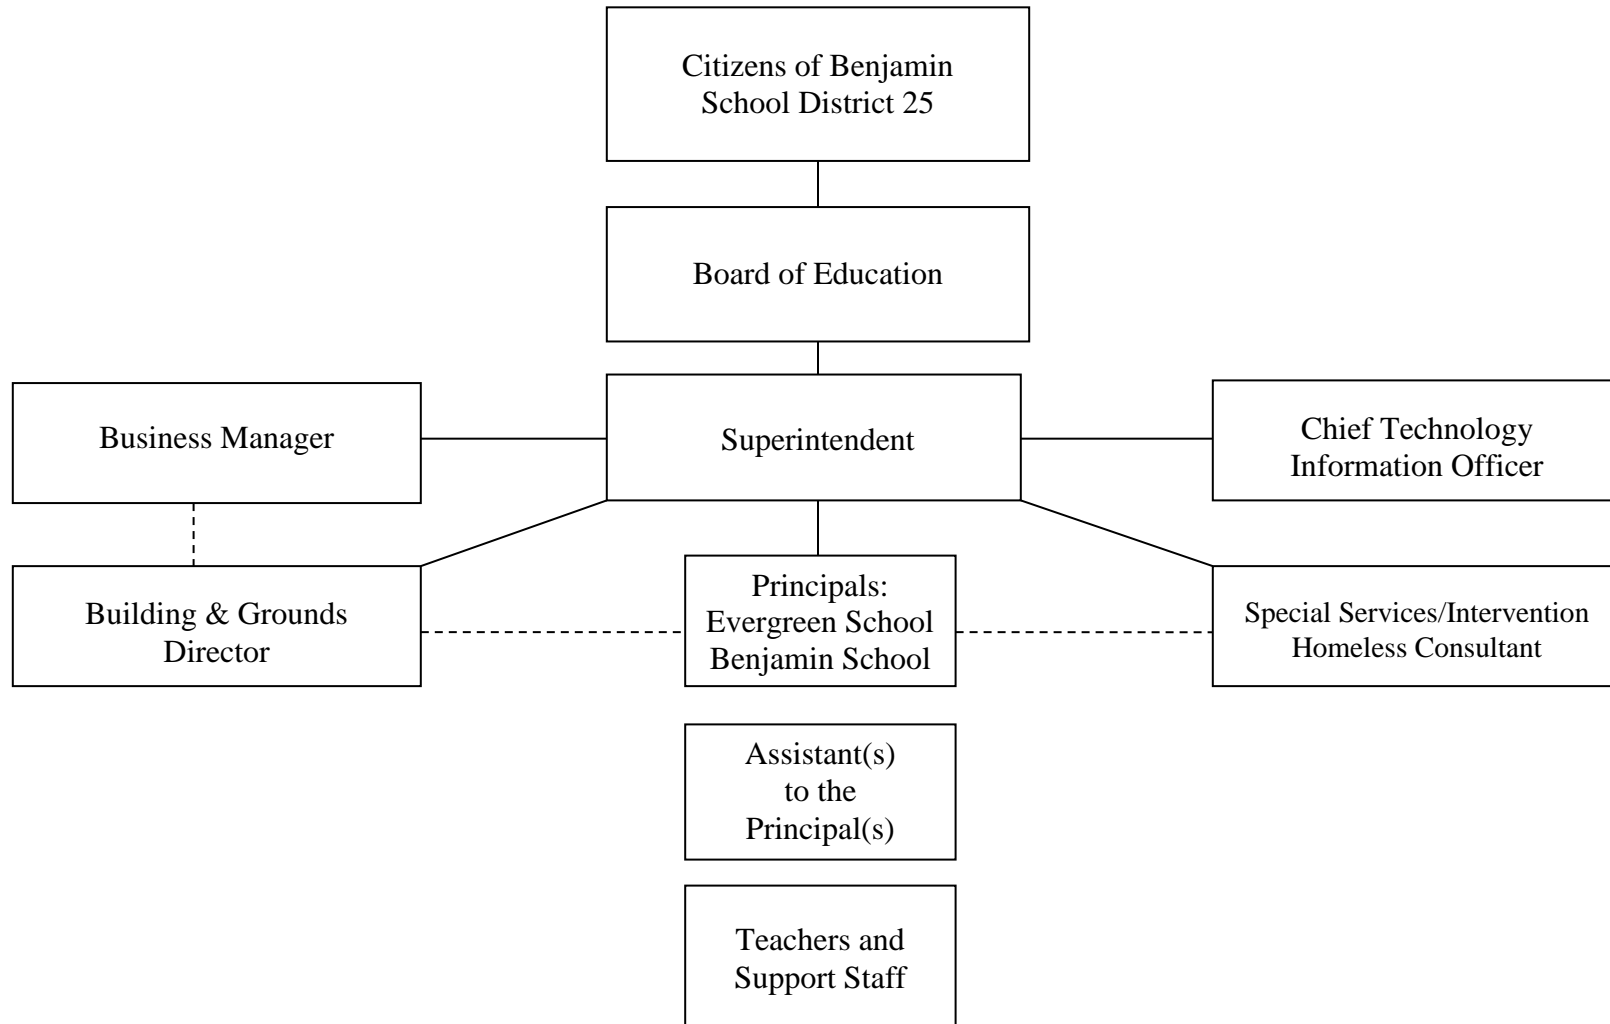 Citizens of Benjamin
School District 25
Board of Education
Business Manager
Superintendent
Chief Technology
Information Officer
Building & Grounds
Director
Principals:
Evergreen School
Benjamin School
Special Services/Intervention
Homeless Consultant
Assistant(s)
to the
Principal(s)
Teachers and
Support Staff